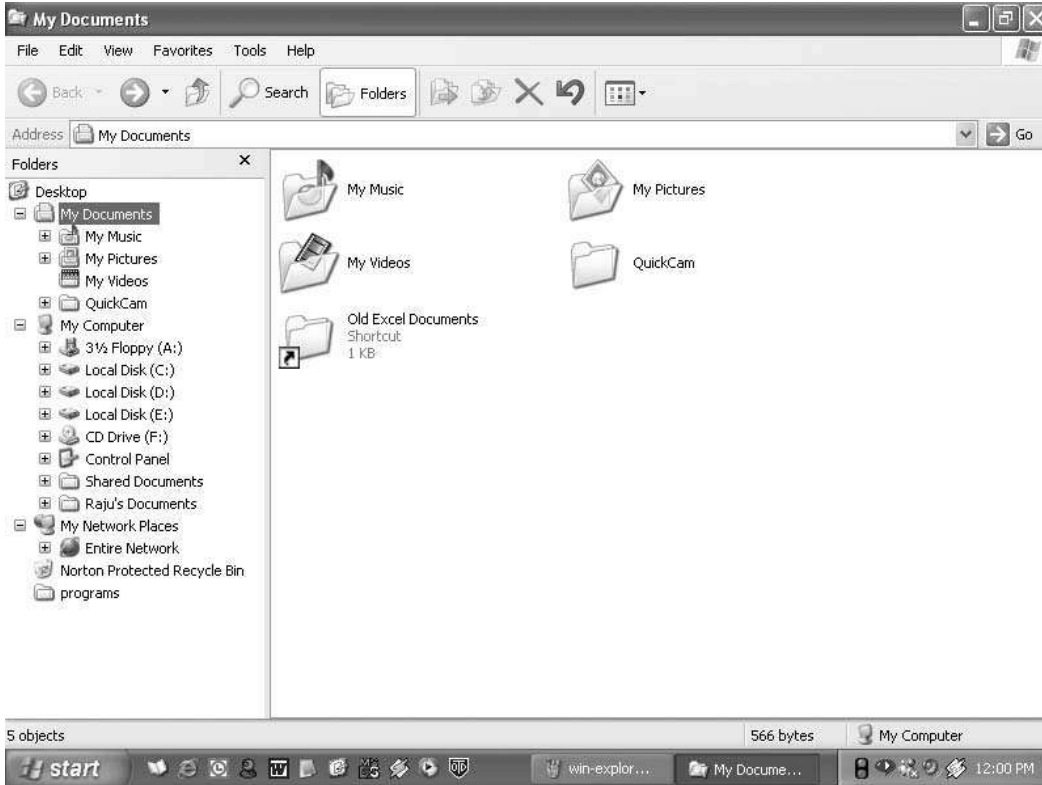 My Documents
File Edit View Favorites Tools Help
Back Search Folders
Address My Documents Go
Folders
Desktop
My Documents
My Music
My Pictures
My Videos
QuickCam
My Computer
3½ Floppy (A:)
Local Disk (C:)
Local Disk (D:)
Local Disk (E:)
CD Drive (F:)
Control Panel
Shared Documents
Raju's Documents
My Network Places
Entire Network
Norton Protected Recycle Bin
programs
My Music
My Pictures
My Videos
QuickCam
Old Excel Documents
Shortcut
1 KB
5 objects 566 bytes My Computer
start win-explor... My Docume... 12:00 PM